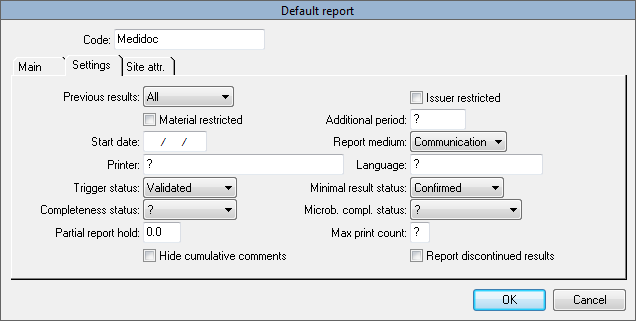 Default report
Code: Medidoc
Main Settings Site attr.
Previous results: All Issuer restricted
Material restricted Additional period: ?
Start date: / / Report medium: Communication
Printer: ? Language: ?
Trigger status: Validated Minimal result status: Confirmed
Completeness status: ? Microb. compl. status: ?
Partial report hold: 0.0 Max print count: ?
Hide cumulative comments Report discontinued results
OK Cancel